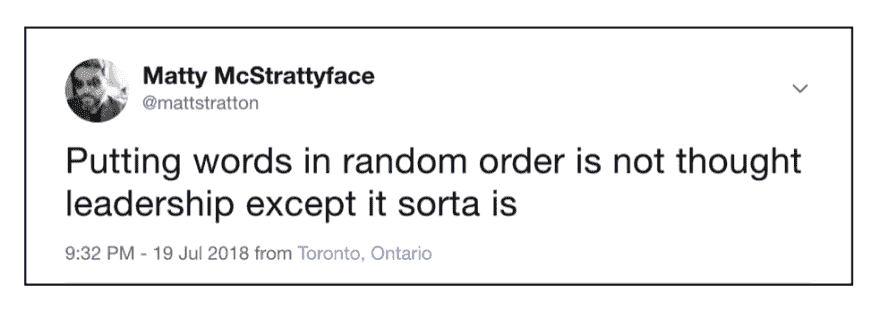 Matty McStrattyface
@mattstratton
Putting words in random order is not thought
leadership except it sorta is
9:32 PM - 19 Jul 2018 from Toronto, Ontario